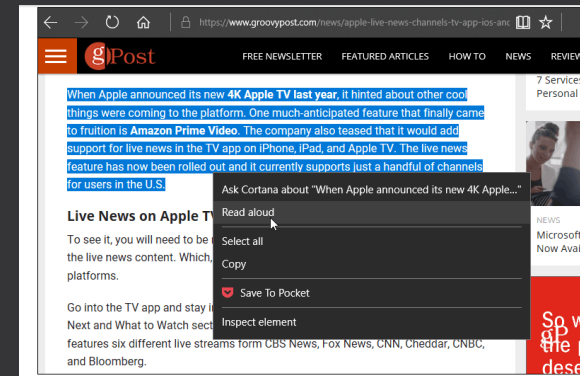 https://www.groovypost.com/news/apple-live-news-channels-tv-app-ios-and
gPost
FREE NEWSLETTER FEATURED ARTICLES HOW TO NEWS REVIEW
When Apple announced its new 4K Apple TV last year, it hinted about other cool
things were coming to the platform. One much-anticipated feature that finally came
to fruition is Amazon Prime Video. The company also teased that it would add
support for live news in the TV app on iPhone, iPad, and Apple TV. The live news
feature has now been rolled out and it currently supports just a handful of channels
for users in the U.S.
Ask Cortana about "When Apple announced its new 4K Apple..."
Read aloud
Select all
Copy
Save To Pocket
Inspect element
Live News on Apple T
To see it, you will need to be
the live news content. Which,
platforms.
Go into the TV app and stay i
Next and What to Watch sect
features six different live streams form CBS News, Fox News, CNN, Cheddar, CNBC,
and Bloomberg.
7 Services
Personal
NEWS
Microsoft
Now Avai
So w
gP
the p
dese